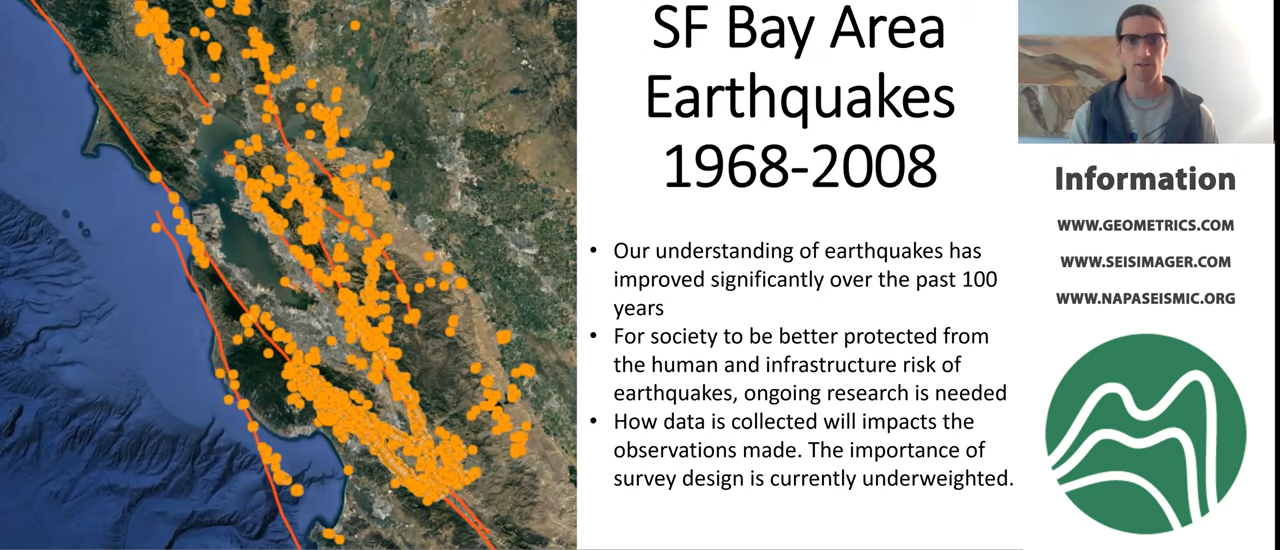 SF Bay Area
Earthquakes
1968-2008
• Our understanding of earthquakes has
improved significantly over the past 100
years
• For society to be better protected from
the human and infrastructure risk of
earthquakes, ongoing research is needed
• How data is collected will impacts the
observations made. The importance of
survey design is currently underweighted.
Information
WWW.GEOMETRICS.COM
WWW.SEISIMAGER.COM
WWW.NAPASEISMIC.ORG